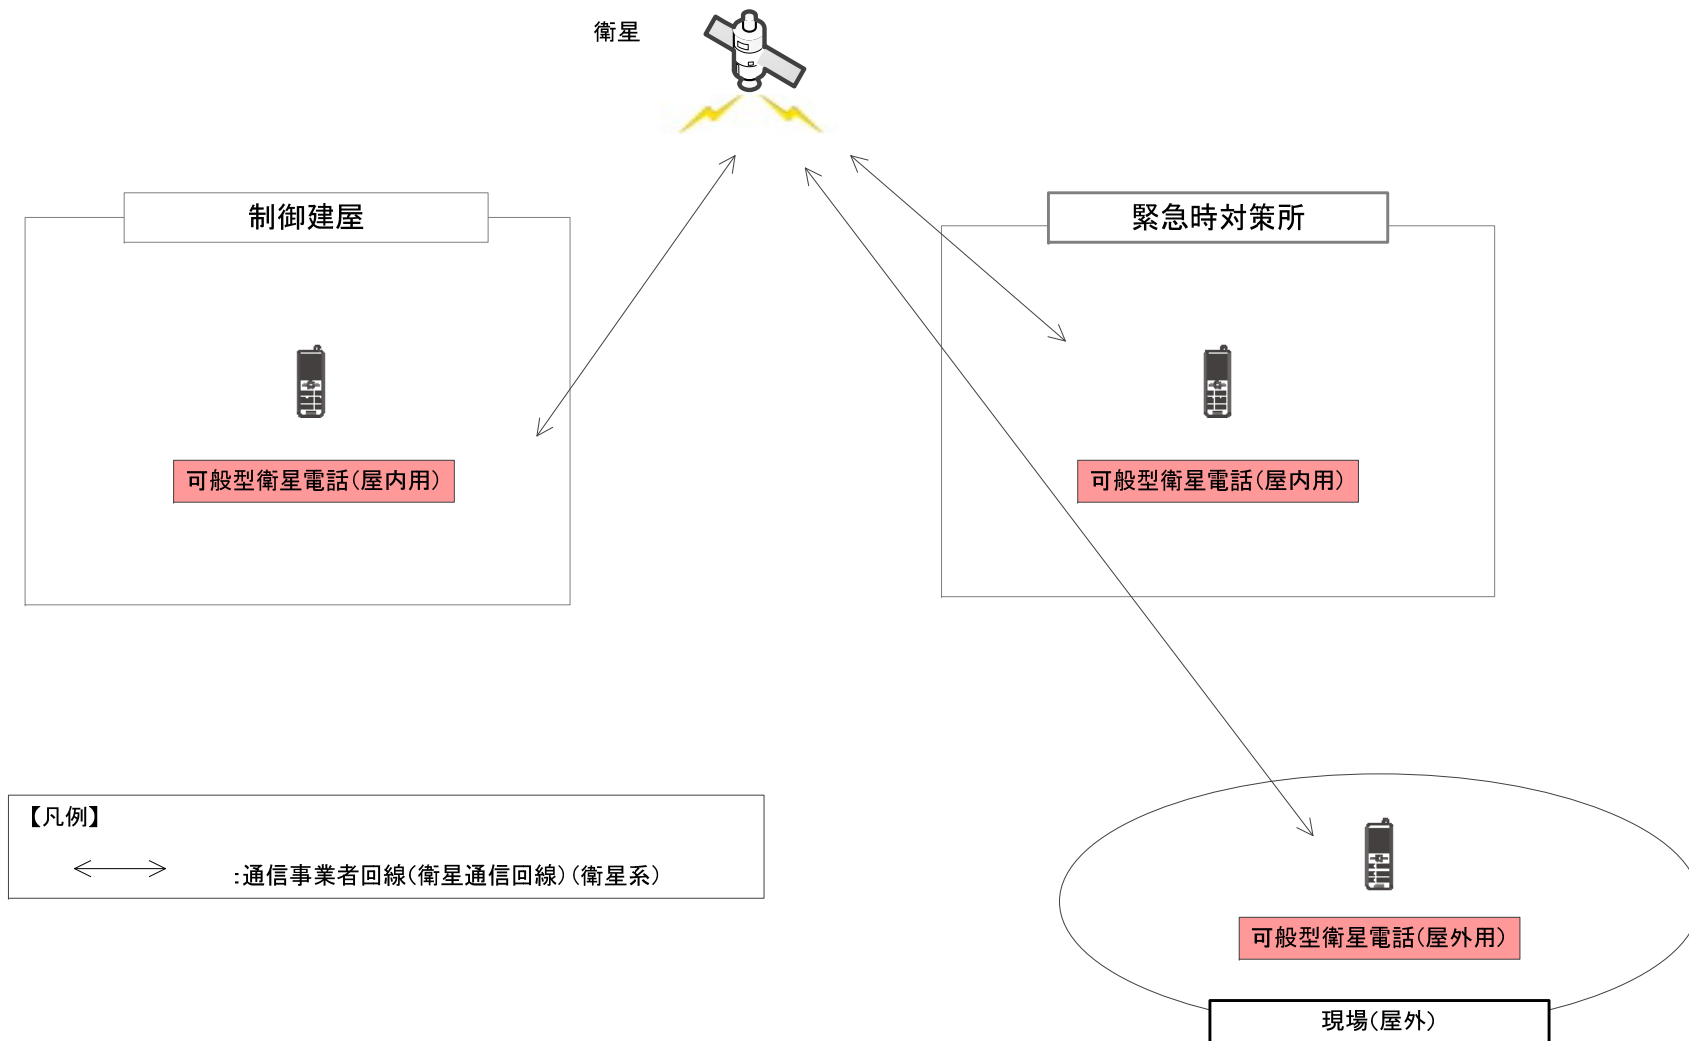 衛星
制御建屋
緊急時対策所
可般型衛星電話(屋内用)
可般型衛星電話(屋内用)
【凡例】
:通信事業者回線(衛星通信回線)(衛星系)
可般型衛星電話(屋外用)
現場(屋外)